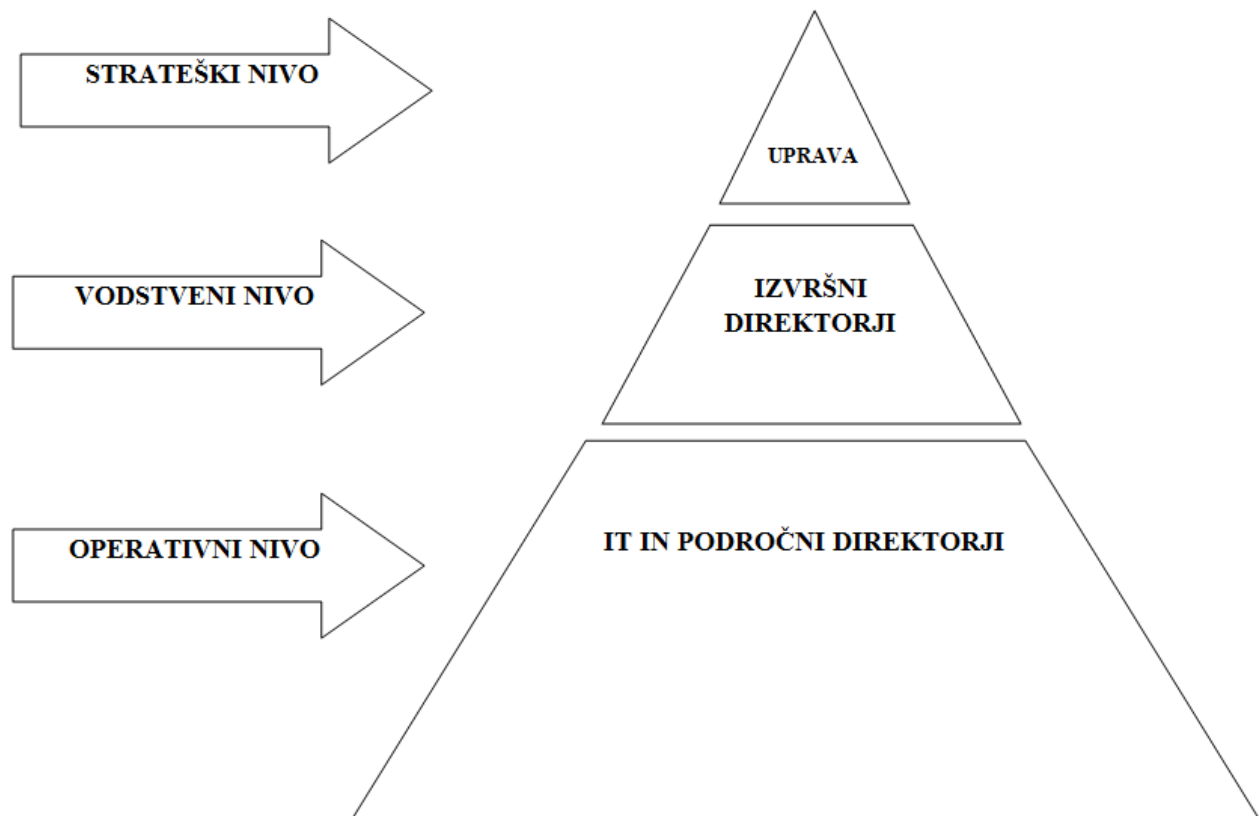 STRATEŠKI NIVO
UPRAVA
VODSTVENI NIVO
IZVRŠNI
DIREKTORJI
OPERATIVNI NIVO
IT IN PODROČNI DIREKTORJI